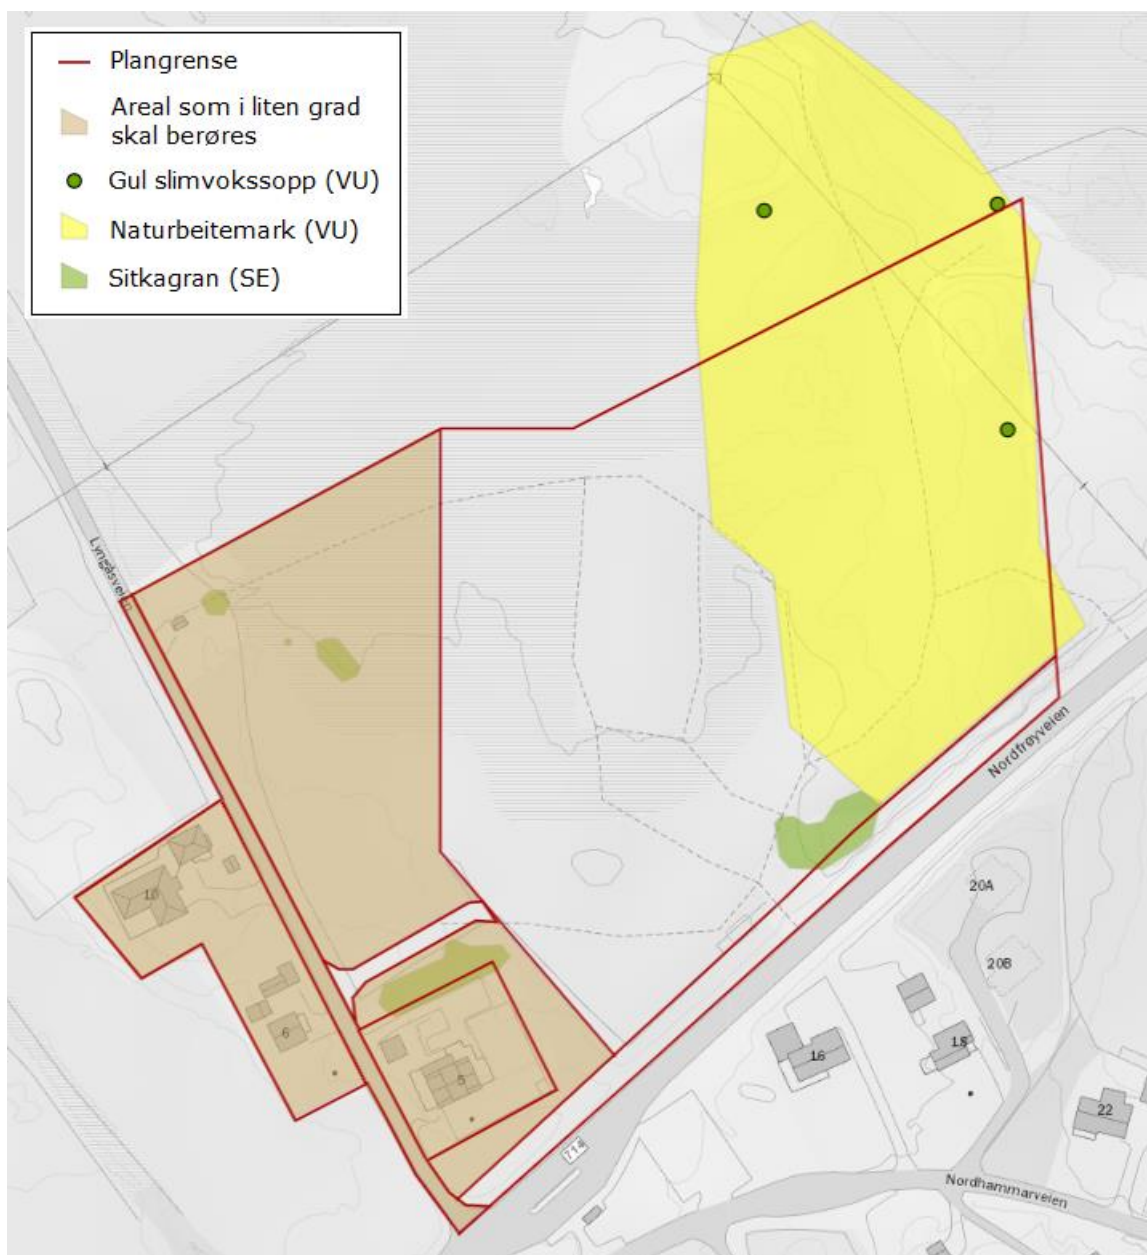 Plangrense
Areal som i liten grad
skal berøres
Gul slimvokssopp (VU)
Naturbeitemark (VU)
Sitkagran (SE)
Lyngåsveien
Nordfrøyveien
10
20A
20B
6
5
16
18
22
714
Nordhammarveien